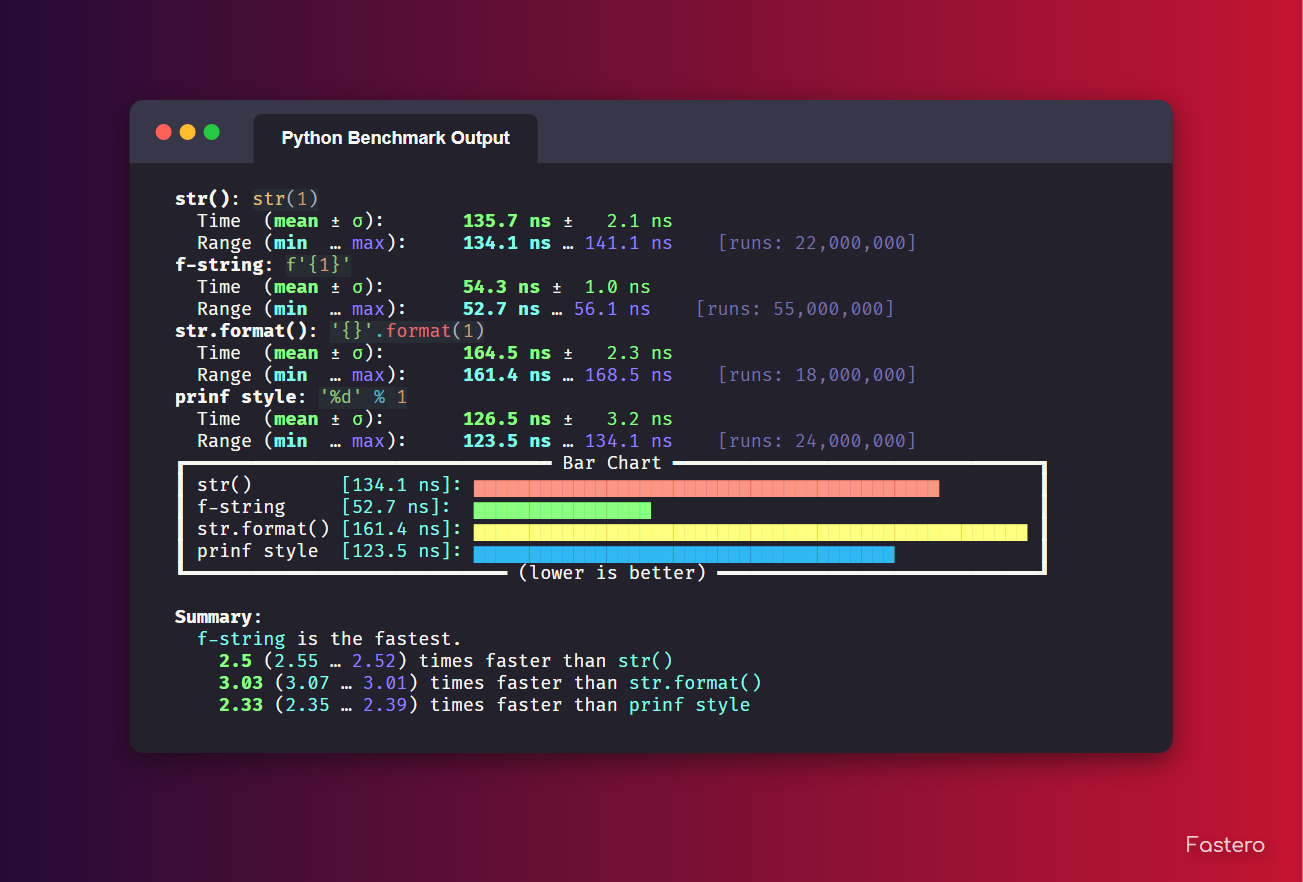 Python Benchmark Output
str(): str(1)
Time (mean ± σ): 135.7 ns ± 2.1 ns
Range (min … max): 134.1 ns … 141.1 ns [runs: 22,000,000]
f-string: f'{1}'
Time (mean ± σ): 54.3 ns ± 1.0 ns
Range (min … max): 52.7 ns … 56.1 ns [runs: 55,000,000]
str.format(): '{}'.format(1)
Time (mean ± σ): 164.5 ns ± 2.3 ns
Range (min … max): 161.4 ns … 168.5 ns [runs: 18,000,000]
prinf style: '%d' % 1
Time (mean ± σ): 126.5 ns ± 3.2 ns
Range (min … max): 123.5 ns … 134.1 ns [runs: 24,000,000]
Bar Chart
str() [134.1 ns]:
f-string [52.7 ns]:
str.format() [161.4 ns]:
prinf style [123.5 ns]:
(lower is better)
Summary:
f-string is the fastest.
2.5 (2.55 … 2.52) times faster than str()
3.03 (3.07 … 3.01) times faster than str.format()
2.33 (2.35 … 2.39) times faster than prinf style
Fastero